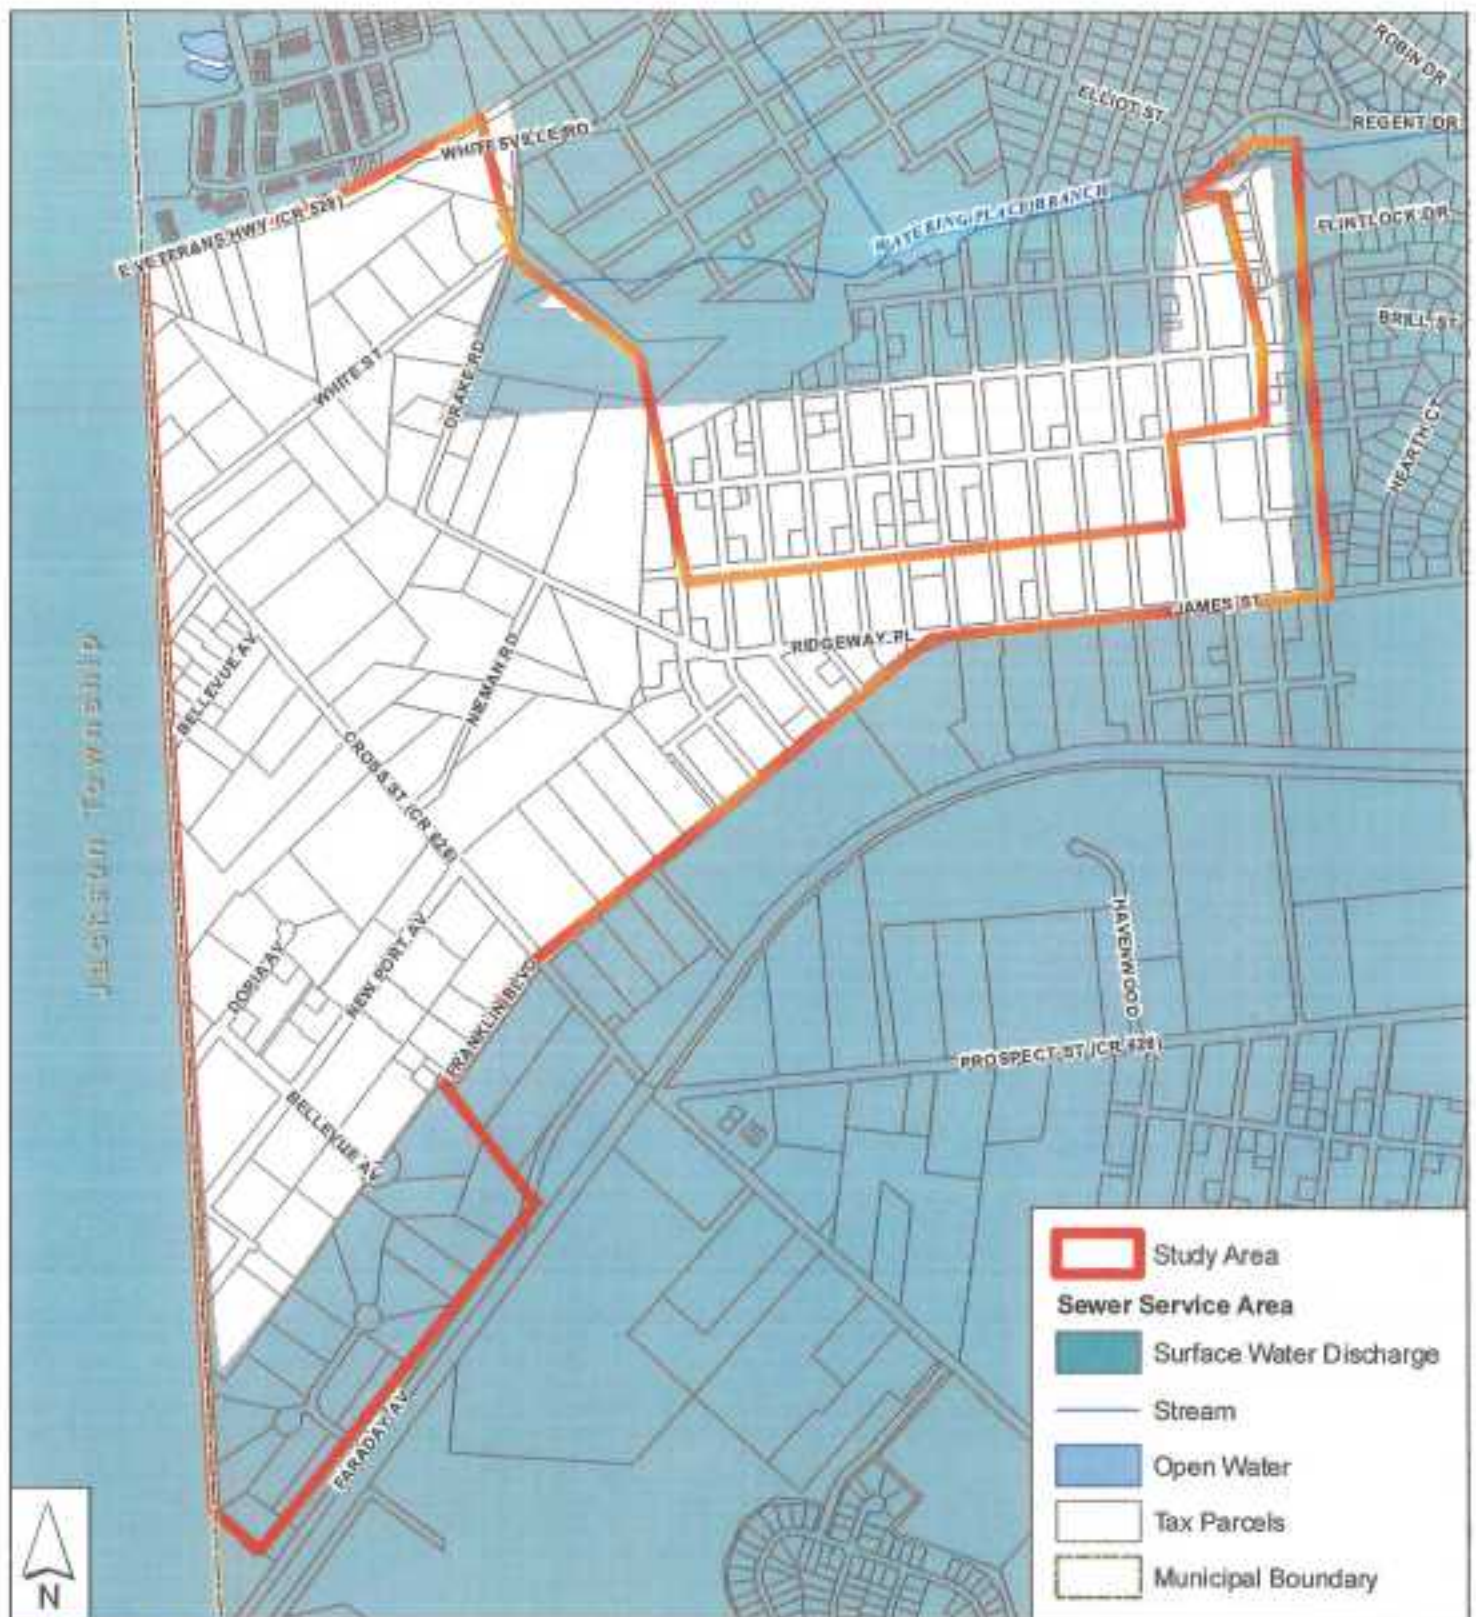 ROBIN DR
ELLIOT ST
REGENT DR
WHITESVILLE RD
E VETERANS HWY (CR 528)
WATERING PLACE BRANCH
FLINTLOCK DR
BRILL ST
WHITE ST
DRAKE RD
HEARTH CT
JAMES ST
RIDGEWAY PL
BELLEVUE AV
NEMAN RD
Jackson Township
CROSS ST (CR 626)
HAVENWOOD
DORIA AV
NEW PORT AV
FRANKLIN BLVD
PROSPECT ST (CR 628)
BELLEVUE AV
FARADAY AV
Study Area
Sewer Service Area
Surface Water Discharge
Stream
Open Water
Tax Parcels
Municipal Boundary
N